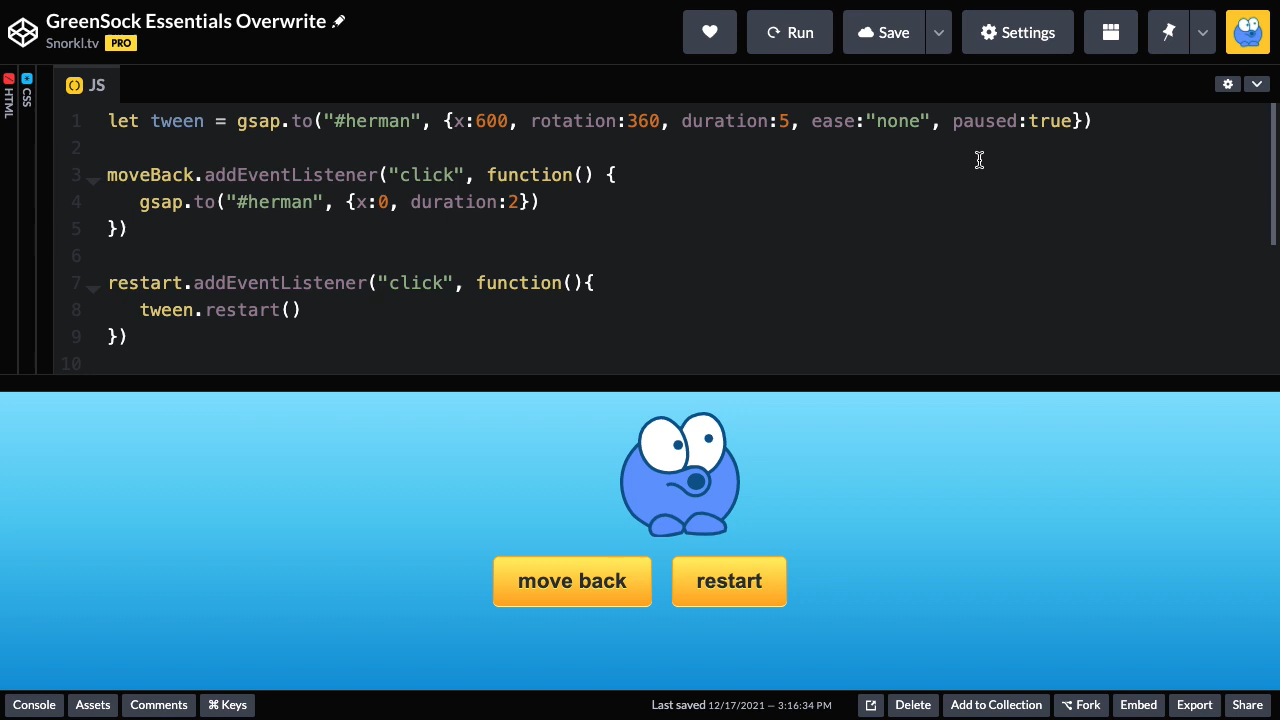 GreenSock Essentials Overwrite
Snorkl.tv PRO
Run
Save
Settings
HTML
CSS
JS
1 let tween = gsap.to("#herman", {x:600, rotation:360, duration:5, ease:"none", paused:true})
2
3 moveBack.addEventListener("click", function() {
4 gsap.to("#herman", {x:0, duration:2})
5 })
6
7 restart.addEventListener("click", function(){
8 tween.restart()
9 })
10
move back
restart
Console Assets Comments ⌘ Keys Last saved 12/17/2021 — 3:16:34 PM Delete Add to Collection ⌥ Fork Embed Export Share